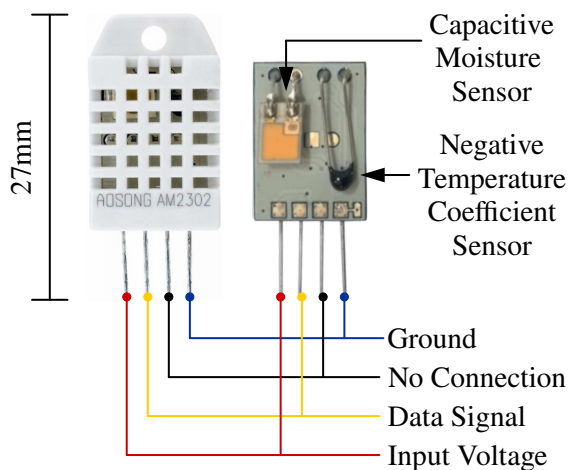 Capacitive
Moisture
Sensor
27mm
Negative
Temperature
Coefficient
Sensor
AOSONG AM2302
Ground
No Connection
Data Signal
Input Voltage